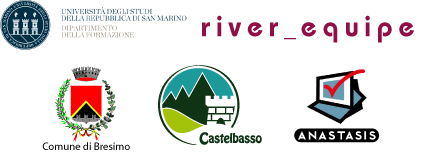 UNIVERSITÀ DEGLI STUDI
DELLA REPUBBLICA DI SAN MARINO
DIPARTIMENTO
DELLA FORMAZIONE
river_equipe
Comune di Bresimo
Castelbasso
ANASTASIS